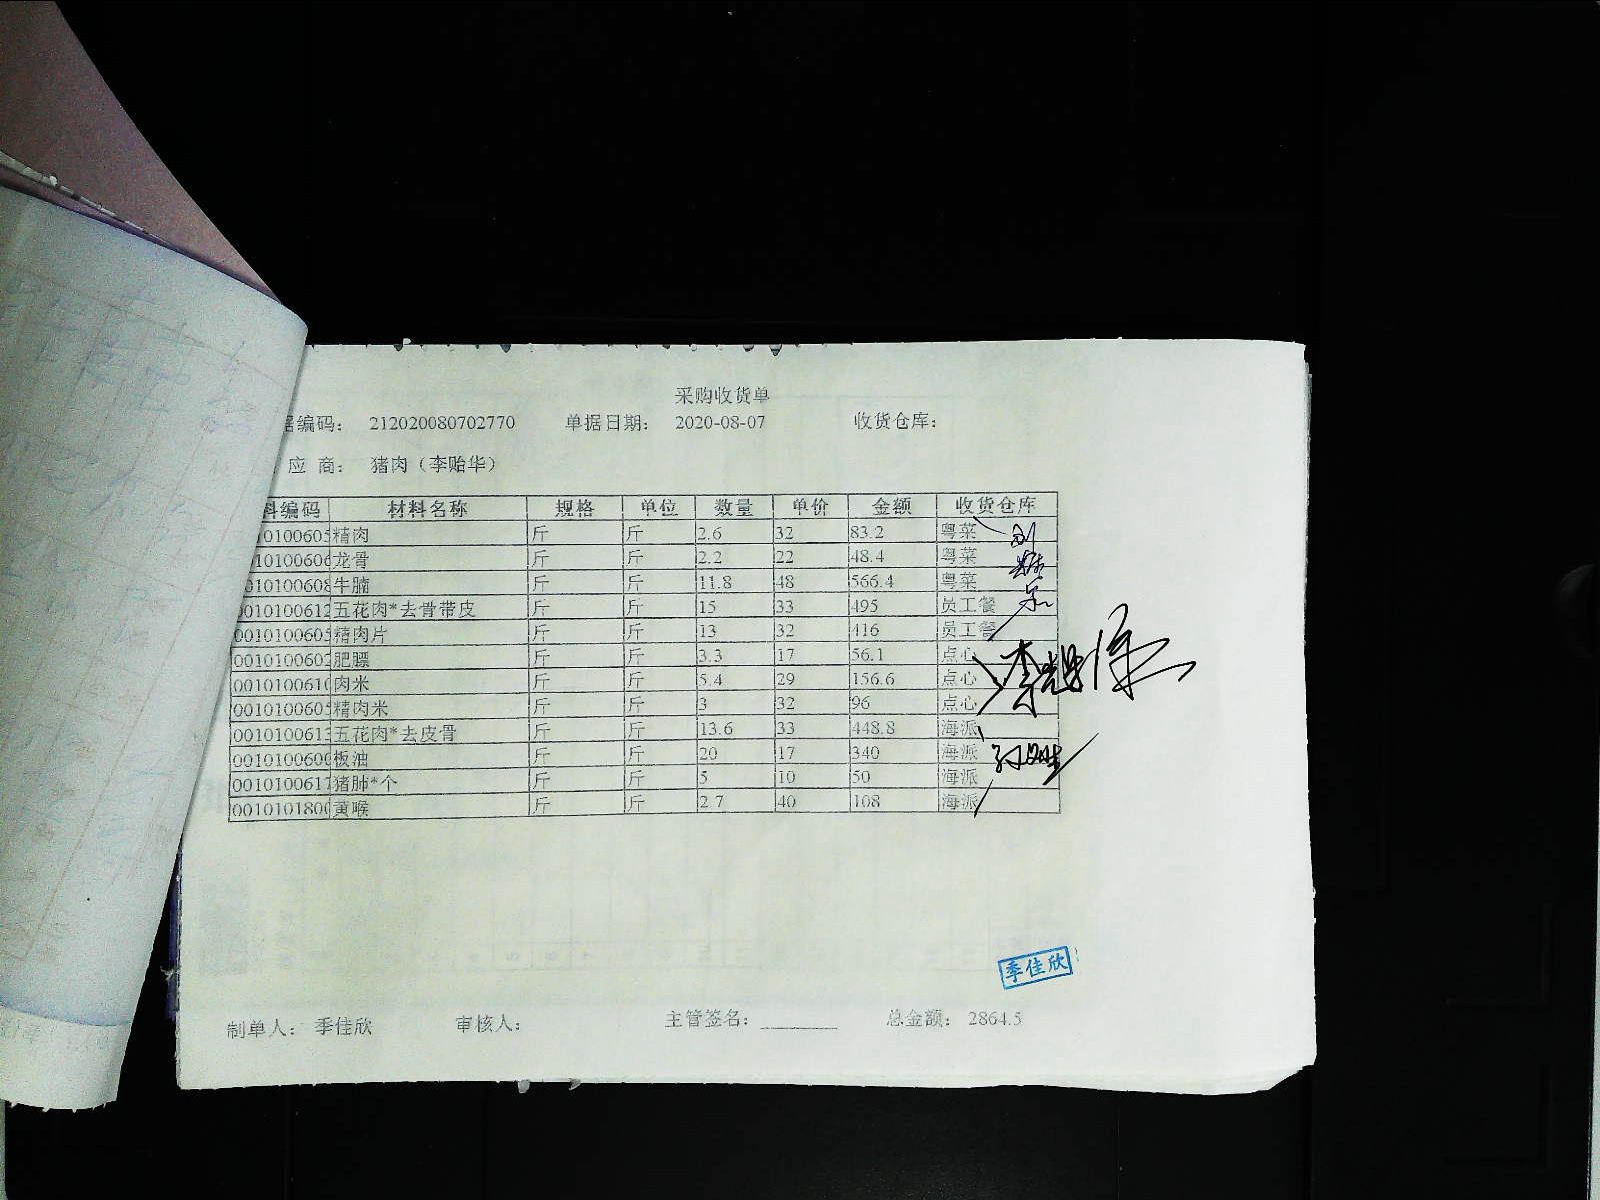 采购收货单
据编码： 212020080702770 单据日期： 2020-08-07 收货仓库：
应 商： 猪肉（李贻华）
料编码 材料名称 规格 单位 数量 单价 金额 收货仓库
010100605 精肉 斤 斤 2.6 32 83.2 粤菜
010100606 龙骨 斤 斤 2.2 22 48.4 粤菜
010100608 牛腩 斤 斤 11.8 48 566.4 粤菜
0010100612 五花肉*去骨带皮 斤 斤 15 33 495 员工餐
0010100605 精肉片 斤 斤 13 32 416 员工餐
0010100602 肥膘 斤 斤 3.3 17 56.1 点心
0010100610 肉米 斤 斤 5.4 29 156.6 点心
0010100605 精肉米 斤 斤 3 32 96 点心
0010100613 五花肉*去皮骨 斤 斤 13.6 33 448.8 海派
0010100600 板油 斤 斤 20 17 340 海派
0010100617 猪肺*个 斤 斤 5 10 50 海派
0010101800 黄喉 斤 斤 2.7 40 108 海派
季佳欣
制单人： 季佳欣 审核人： 主管签名： 总金额： 2864.5